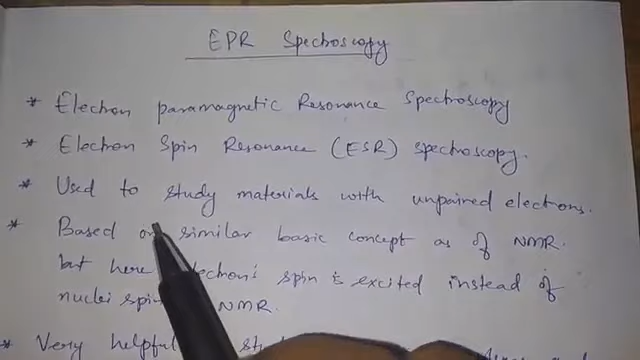 EPR Spectroscopy
* Electron paramagnetic Resonance Spectroscopy
* Electron Spin Resonance (ESR) spectroscopy.
* Used to study materials with unpaired electrons.
* Based on similar basic concept as of NMR.
but here electron's spin is excited instead of
nuclei spin NMR.
* Very helpful